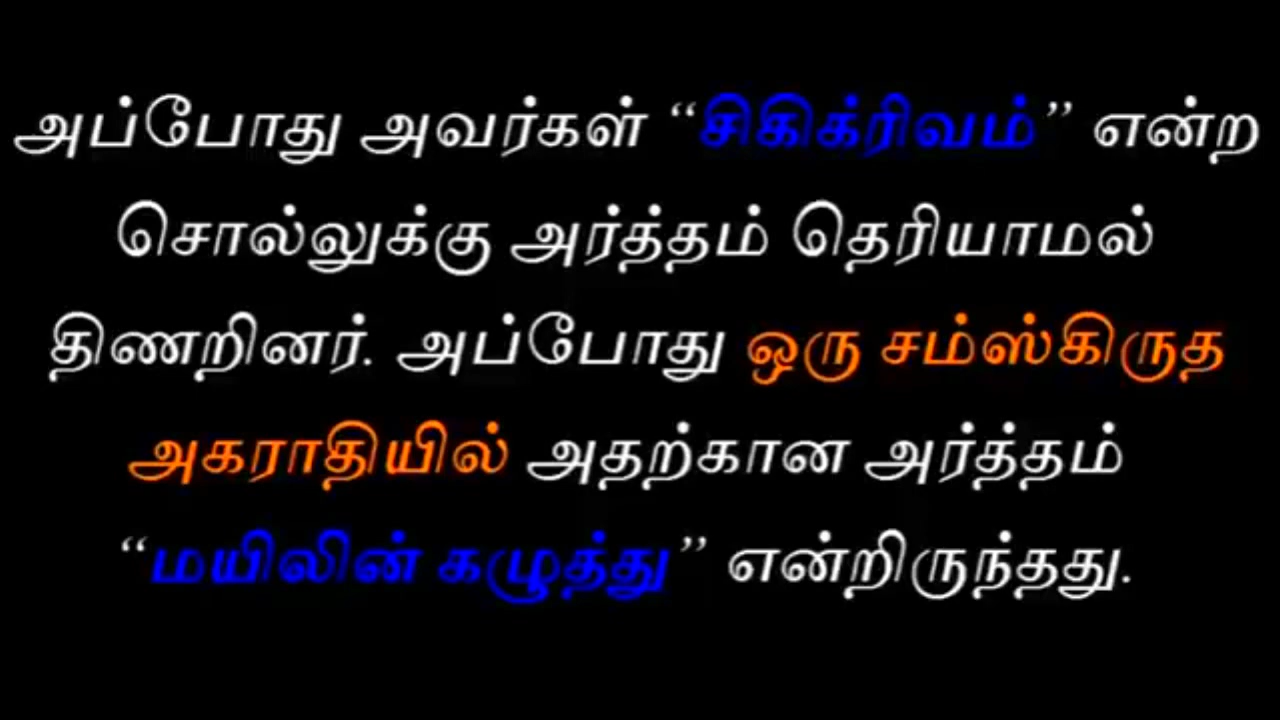 அப்போது அவர்கள் “சிகிக்ரிவம்” என்ற
சொல்லுக்கு அர்த்தம் தெரியாமல்
திணறினர். அப்போது ஒரு சம்ஸ்கிருத
அகராதியில் அதற்கான அர்த்தம்
“மயிலின் கழுத்து” என்றிருந்தது.